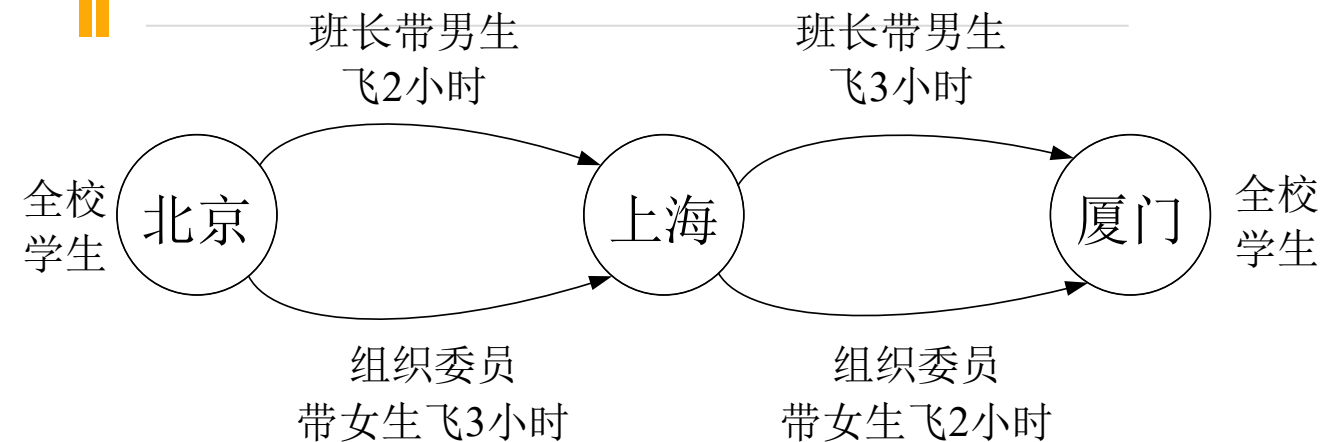 班长带男生
飞2小时
班长带男生
飞3小时
全校
学生
北京
上海
厦门
全校
学生
组织委员
带女生飞3小时
组织委员
带女生飞2小时